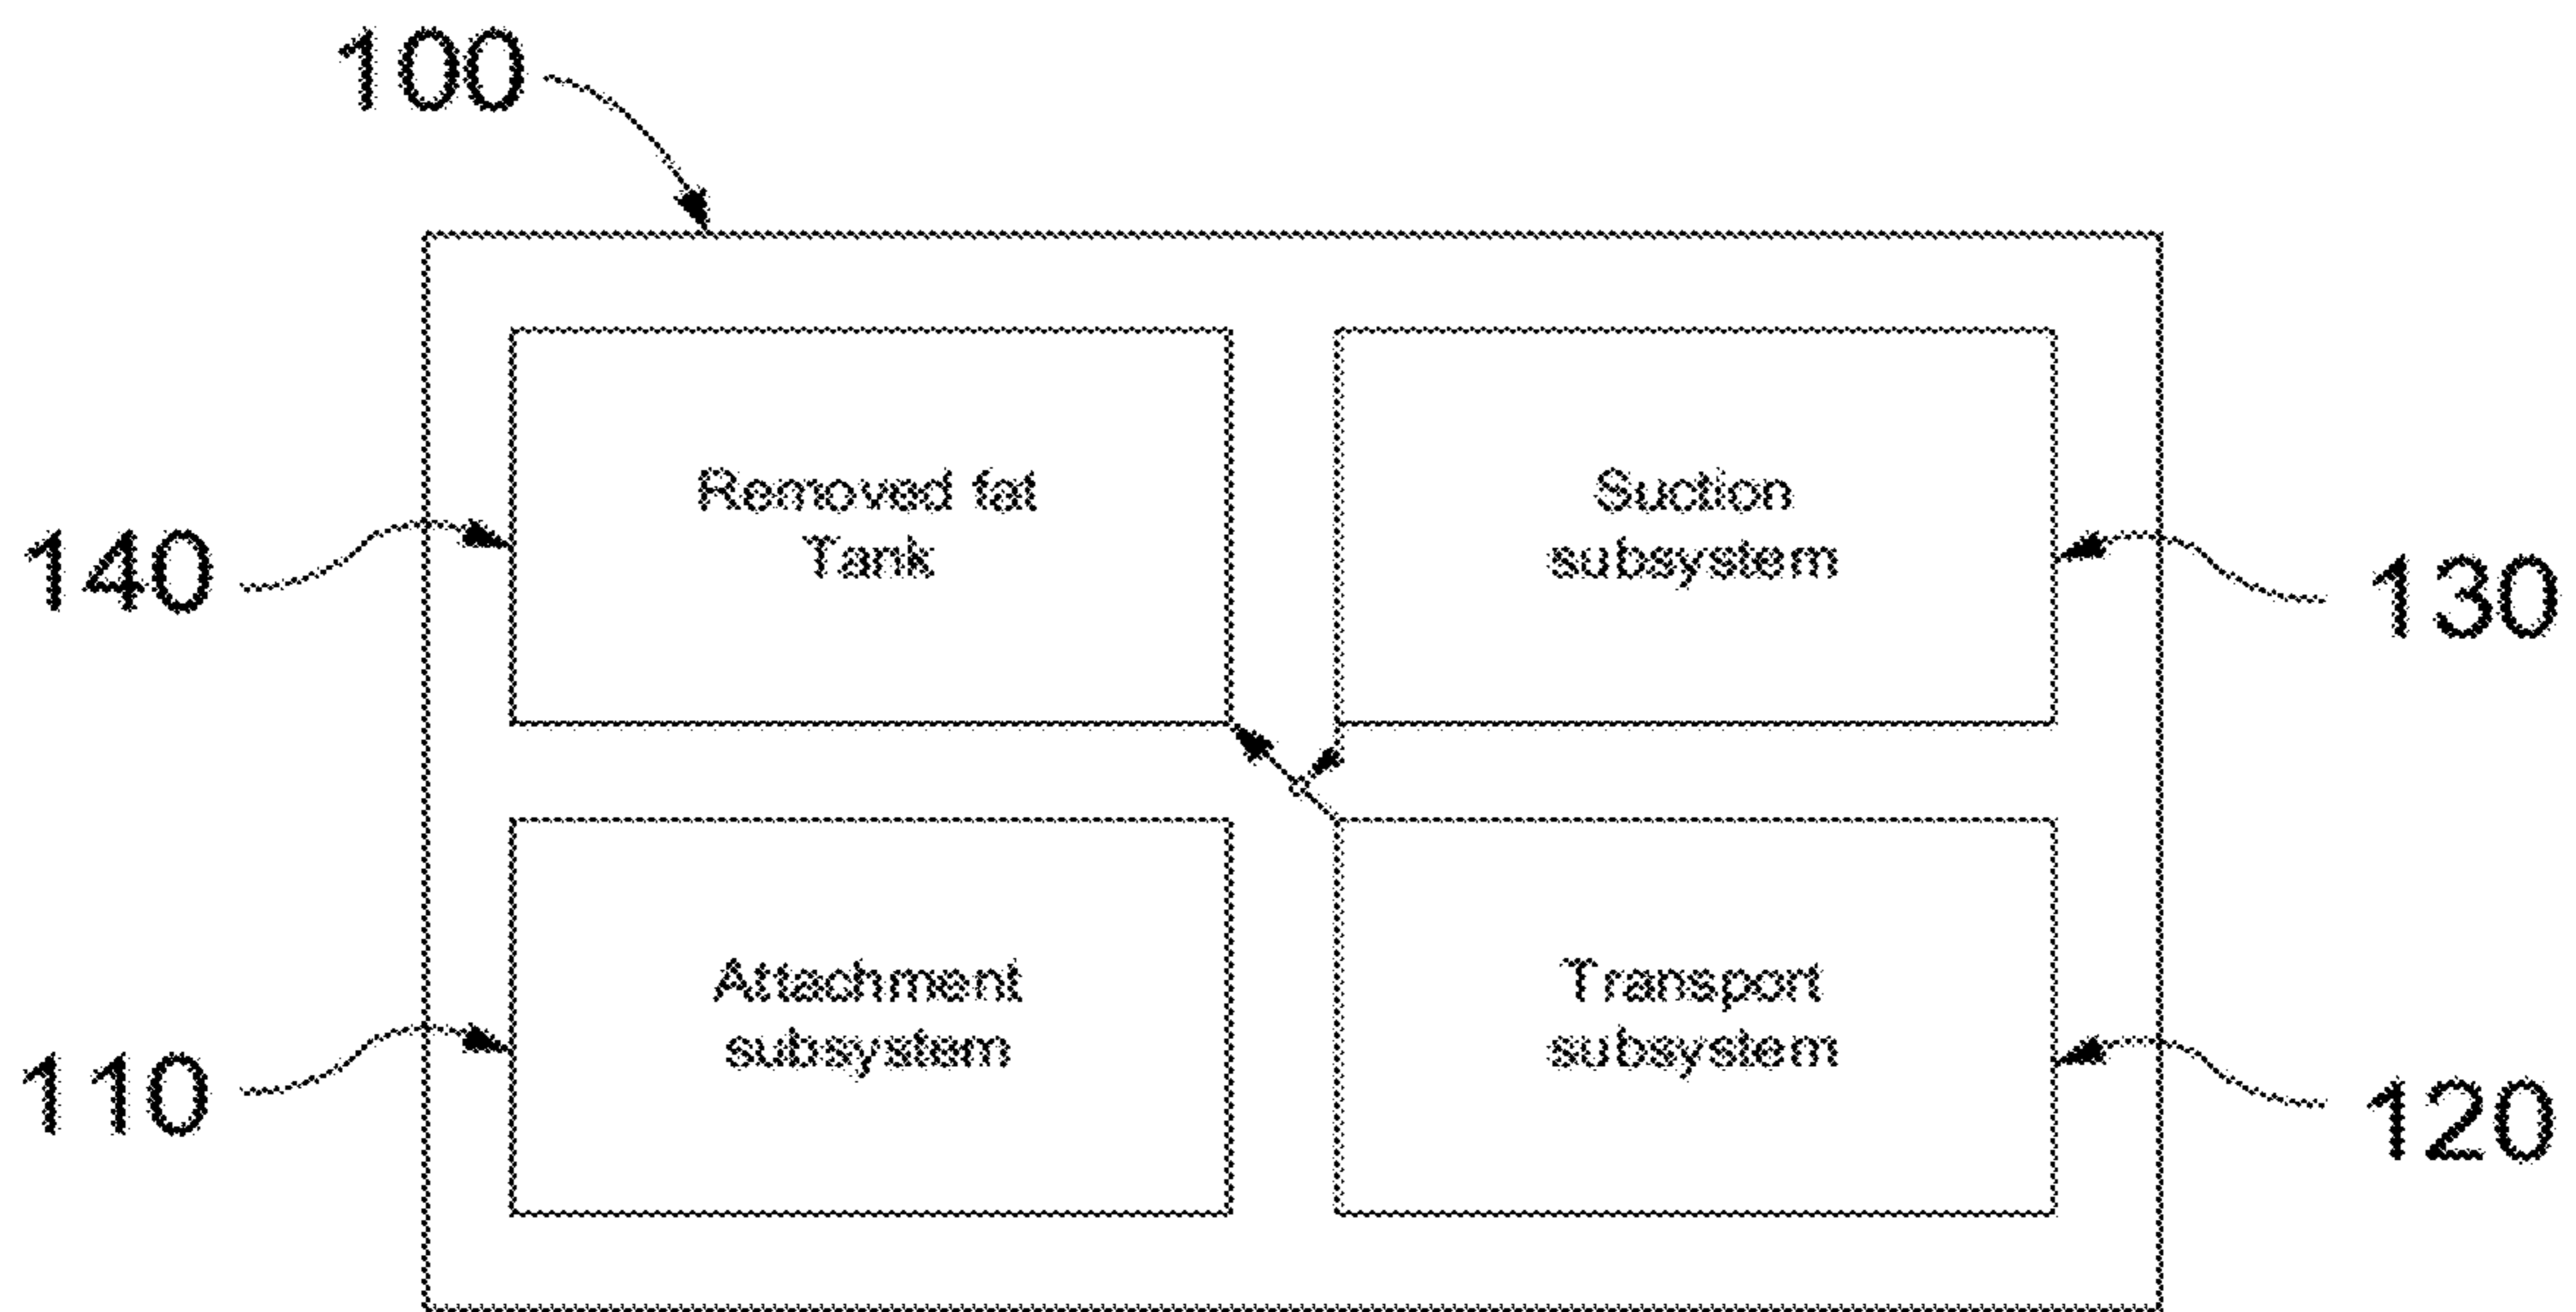 100
Removed fat
Tank
Suction
subsystem
140
130
Attachment
subsystem
Transport
subsystem
110
120